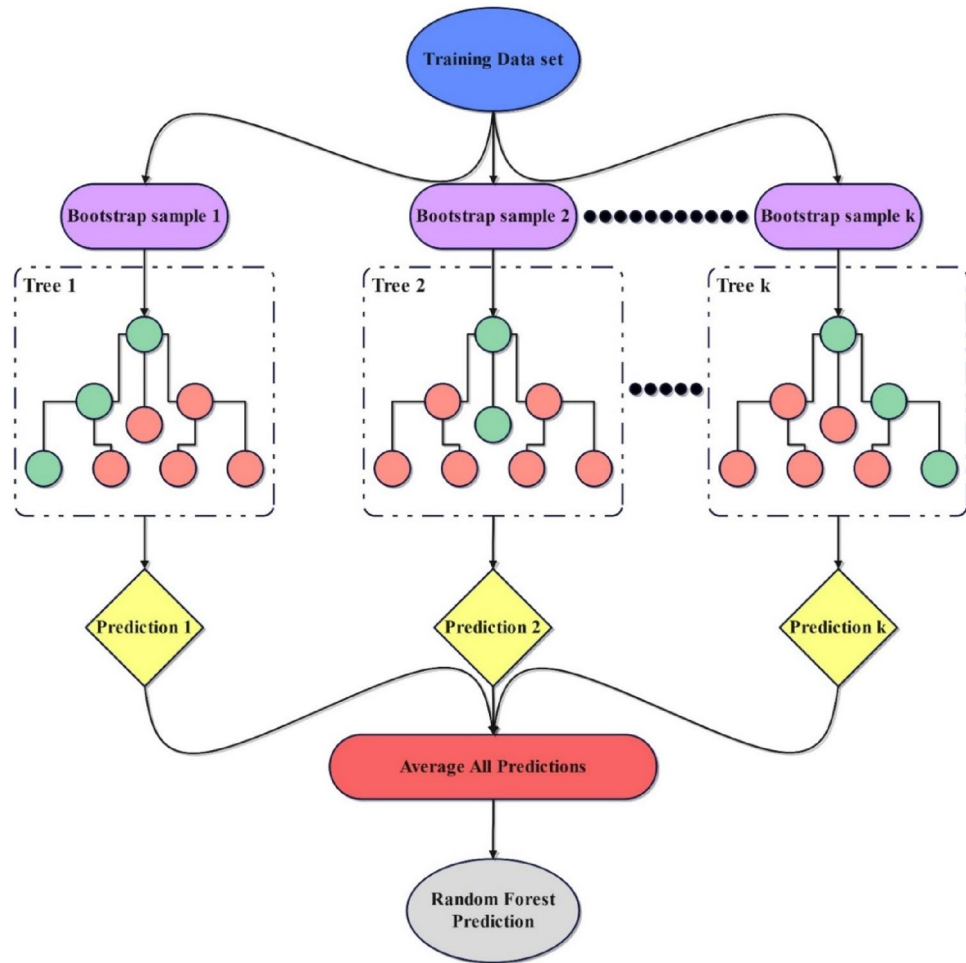 Training Data set
Bootstrap sample 1
Bootstrap sample 2
Bootstrap sample k
Tree 1
Tree 2
Tree k
Prediction 1
Prediction 2
Prediction k
Average All Predictions
Random Forest
Prediction